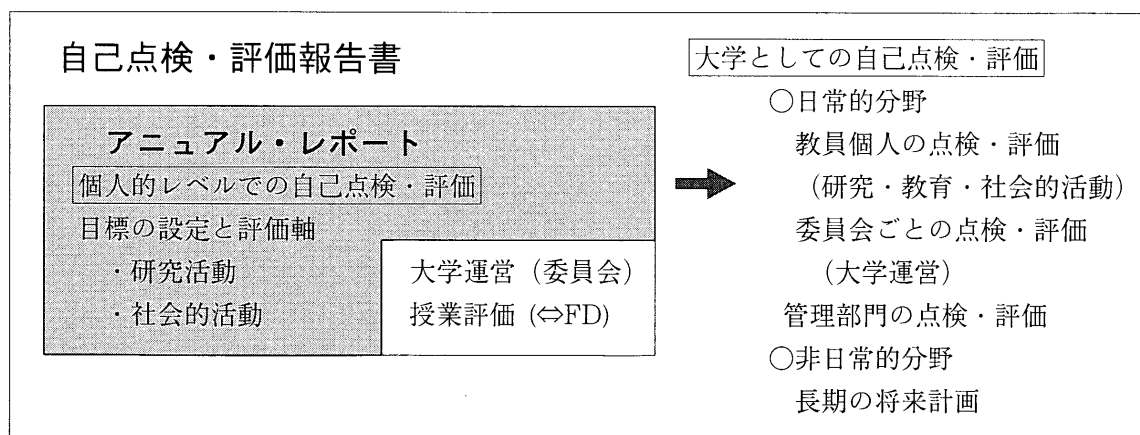 自己点検・評価報告書
アニュアル・レポート
個人的レベルでの自己点検・評価
目標の設定と評価軸
・研究活動
・社会的活動
大学運営（委員会）
授業評価 (⇔FD)
大学としての自己点検・評価
○日常的分野
教員個人の点検・評価
（研究・教育・社会的活動）
委員会ごとの点検・評価
（大学運営）
管理部門の点検・評価
○非日常的分野
長期の将来計画